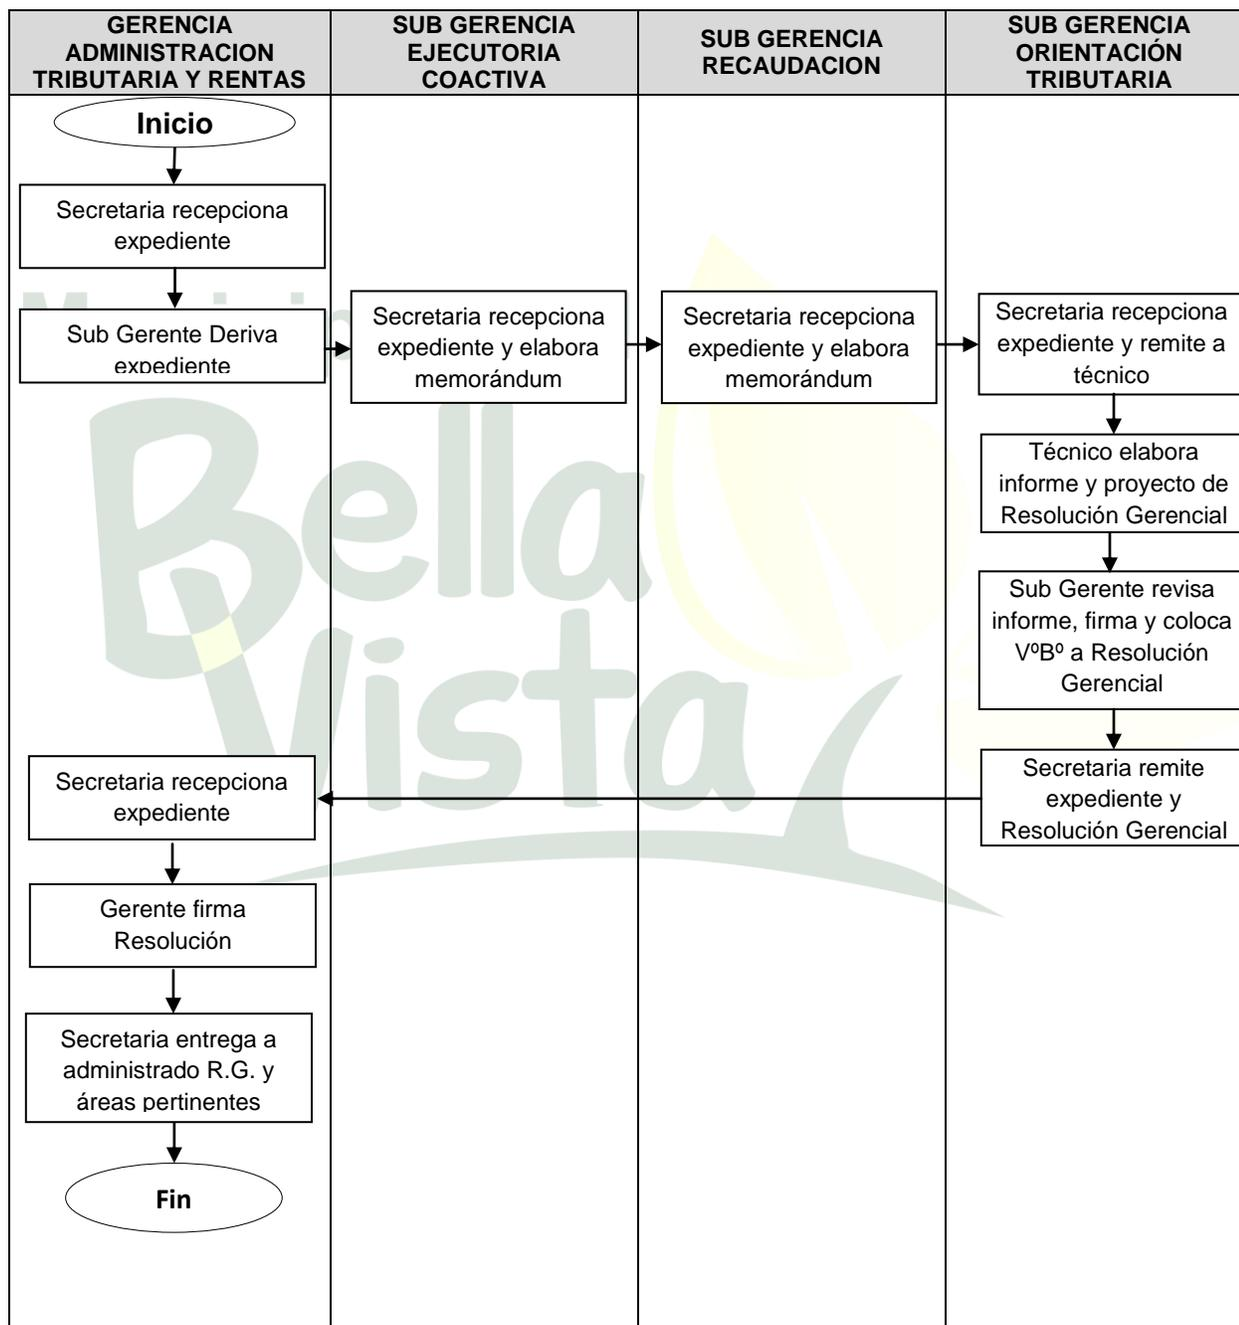 GERENCIA
ADMINISTRACION
TRIBUTARIA Y RENTAS
SUB GERENCIA
EJECUTORIA
COACTIVA
SUB GERENCIA
RECAUDACION
SUB GERENCIA
ORIENTACIÓN
TRIBUTARIA
Inicio
Secretaria recepciona
expediente
Sub Gerente Deriva
expediente
Secretaria recepciona
expediente y elabora
memorándum
Secretaria recepciona
expediente y elabora
memorándum
Secretaria recepciona
expediente y remite a
técnico
Técnico elabora
informe y proyecto de
Resolución Gerencial
Sub Gerente revisa
informe, firma y coloca
VºBº a Resolución
Gerencial
Secretaria remite
expediente y
Resolución Gerencial
Secretaria recepciona
expediente
Gerente firma
Resolución
Secretaria entrega a
administrado R.G. y
áreas pertinentes
Fin
Bella
Vista